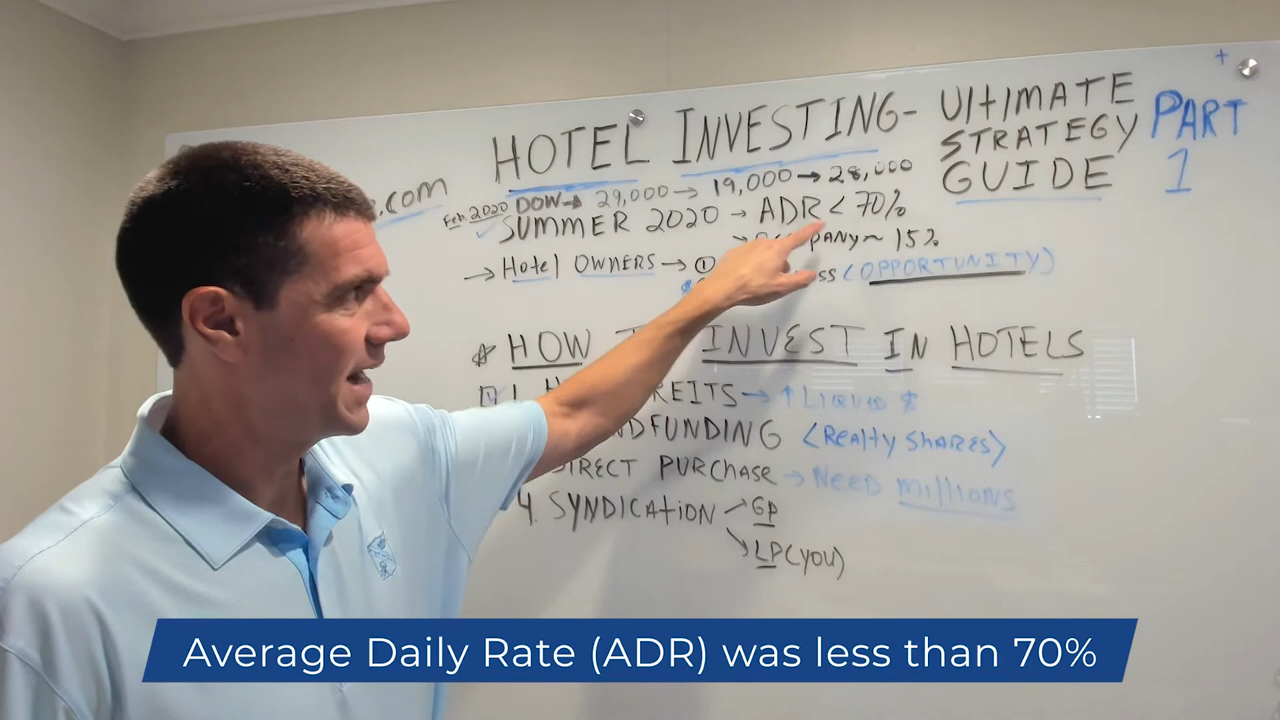 HOTEL INVESTING- ULTIMATE STRATEGY GUIDE
PART 1
.com
Feb. 2020 DOW→ 29,000 → 19,000 → 28,000
SUMMER 2020 → ADR < 70%
→ PANY ~ 15%
→ Hotel OWNERS → ①
ss (OPPORTUNITY)
HOW INVEST IN HOTELS
1. H REITS → ↑ LIQUID $
NDFUNDING (Realty Shares)
DIRECT PURCHASE → NEED millions
4. SYNDICATION → GP
→ LP (YOU)
Average Daily Rate (ADR) was less than 70%